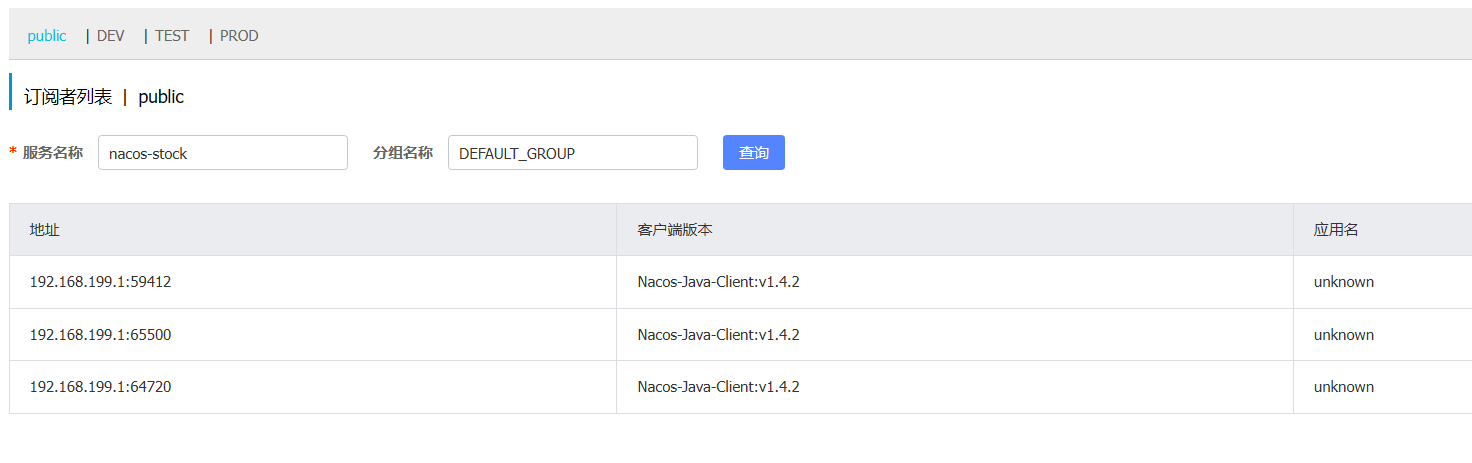 public | DEV | TEST | PROD
订阅者列表 | public
* 服务名称 nacos-stock 分组名称 DEFAULT_GROUP 查询
地址 客户端版本 应用名
192.168.199.1:59412 Nacos-Java-Client:v1.4.2 unknown
192.168.199.1:65500 Nacos-Java-Client:v1.4.2 unknown
192.168.199.1:64720 Nacos-Java-Client:v1.4.2 unknown